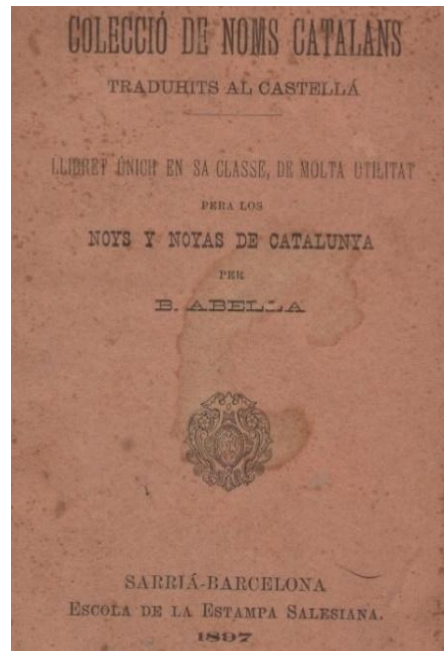 COLECCIÓ DE NOMS CATALANS
TRADUHITS AL CASTELLÁ
LLIBRET ÚNICH EN SA CLASSE, DE MOLTA UTILITAT
PERA LOS
NOYS Y NOYAS DE CATALUNYA
PER
B. ABELLA
SARRIÁ-BARCELONA
ESCOLA DE LA ESTAMPA SALESIANA.
1897